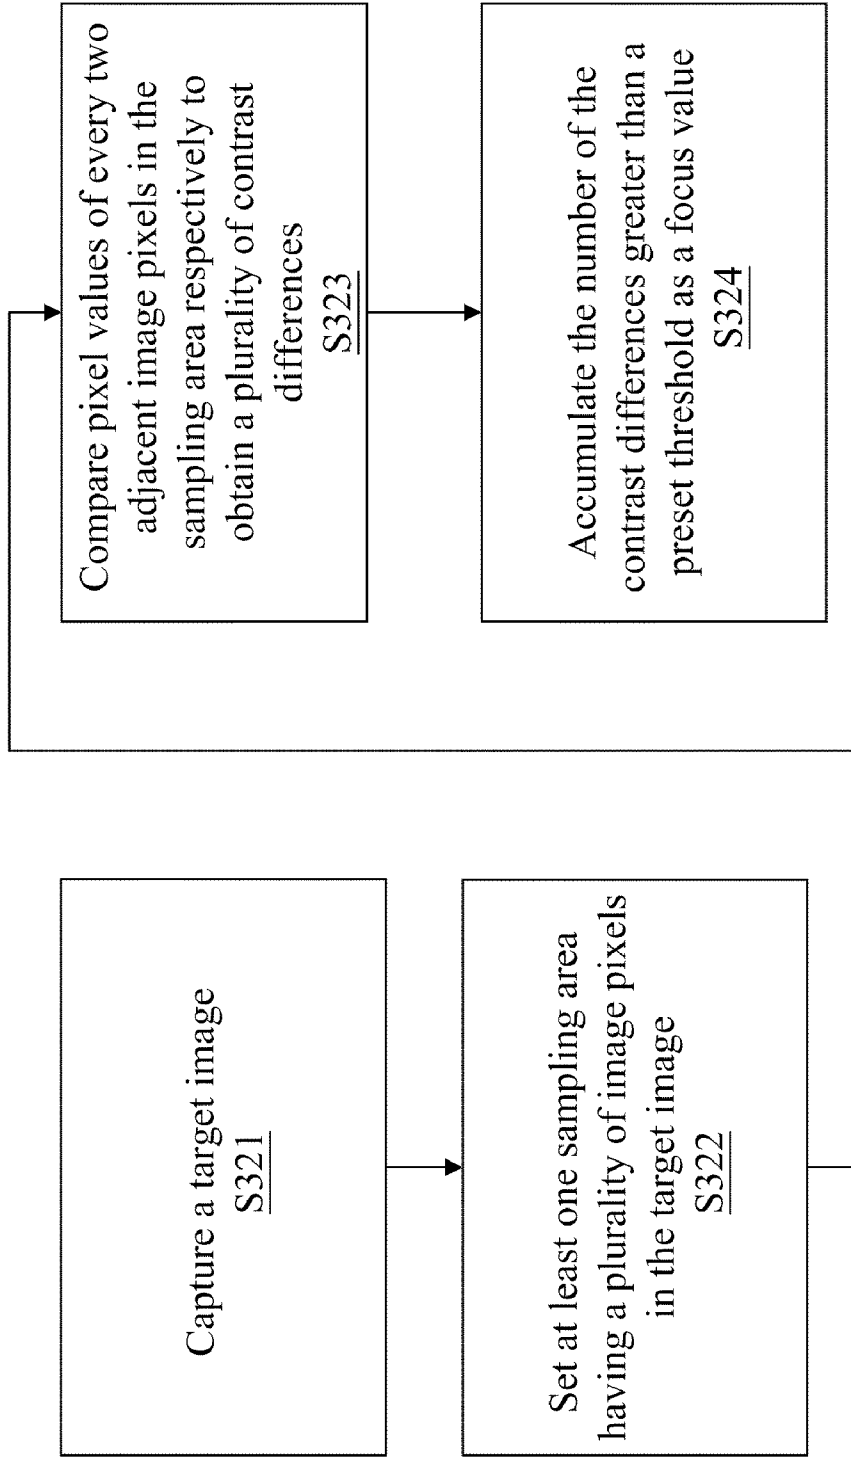 Capture a target image
S321
Set at least one sampling area
having a plurality of image pixels
in the target image
S322
Compare pixel values of every two
adjacent image pixels in the
sampling area respectively to
obtain a plurality of contrast
differences
S323
Accumulate the number of the
contrast differences greater than a
preset threshold as a focus value
S324